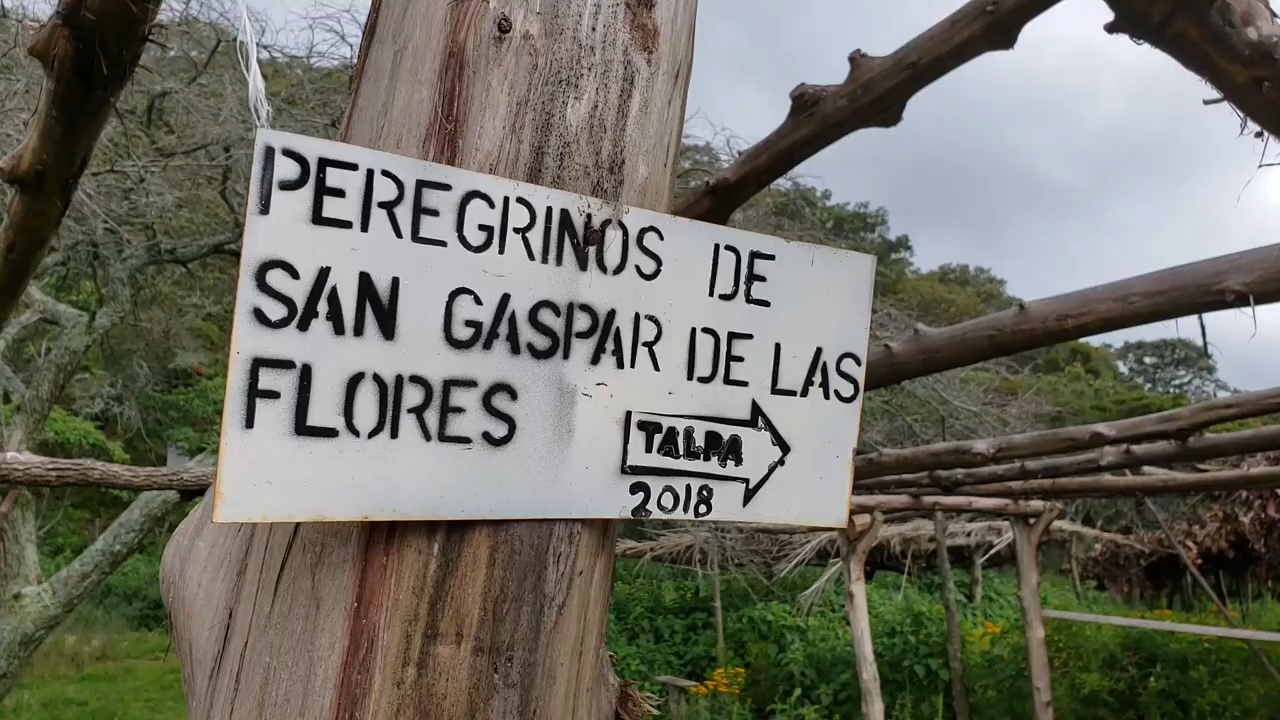 PEREGRINOS DE
SAN GASPAR DE LAS
FLORES
TALPA
2018